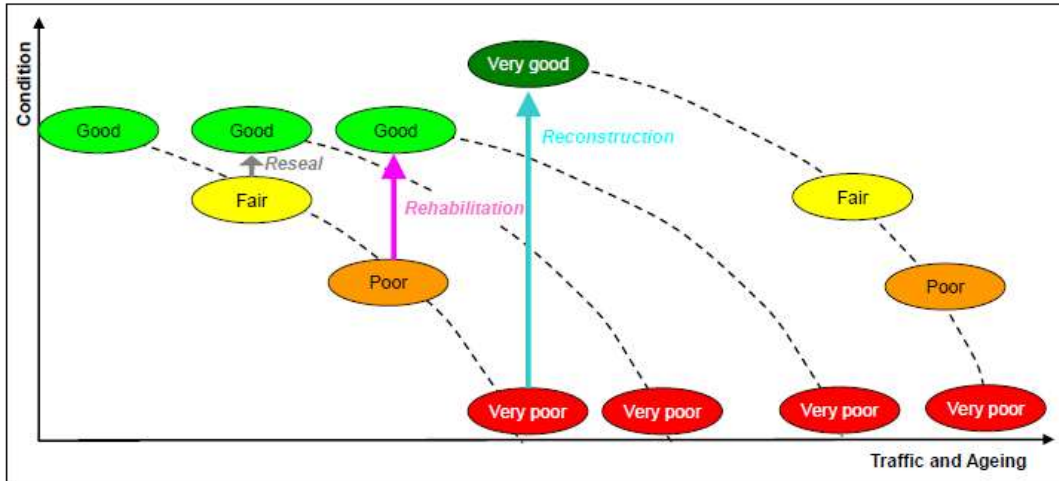 Condition
Very good
Good
Good
Good
Reconstruction
Reseal
Fair
Fair
Rehabilitation
Poor
Poor
Very poor
Very poor
Very poor
Very poor
Traffic and Ageing